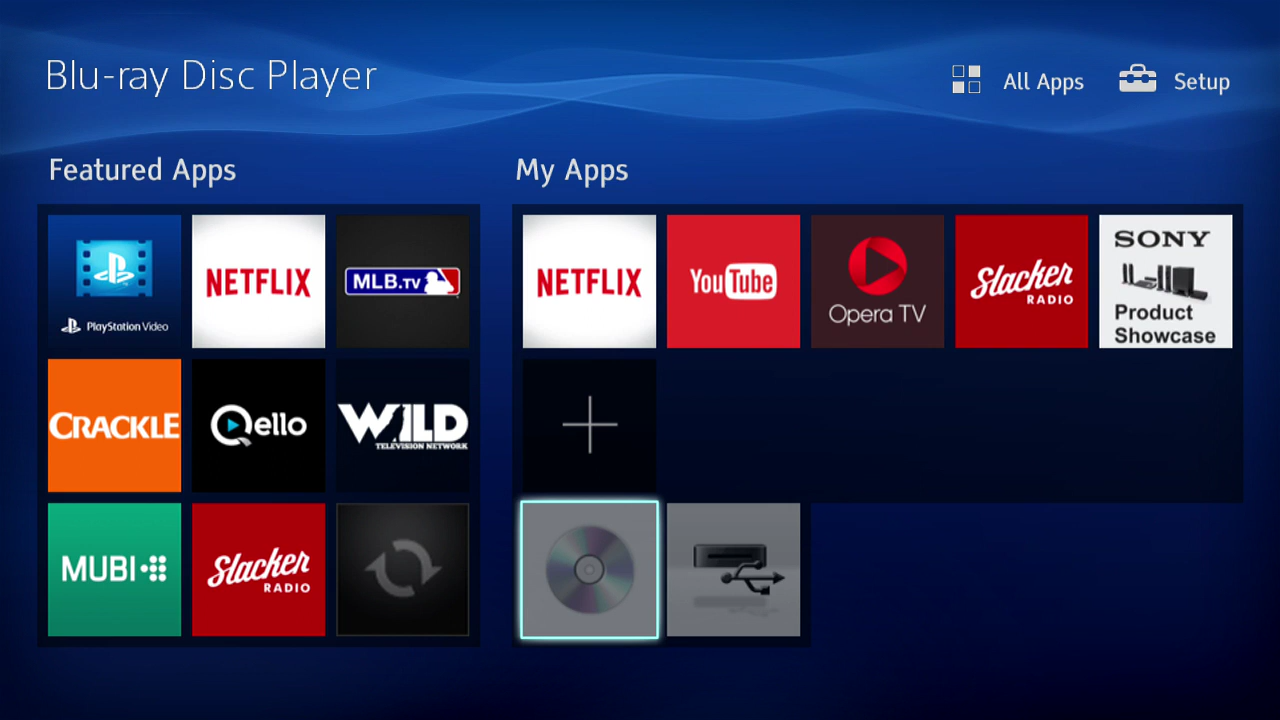 Blu-ray Disc Player
All Apps
Setup
Featured Apps
PlayStation Video
NETFLIX
MLB.TV
CRACKLE
Qello
WILD
TELEVISION NETWORK
MUBI
Slacker
RADIO
My Apps
NETFLIX
YouTube
Opera TV
Slacker
RADIO
SONY
Product
Showcase